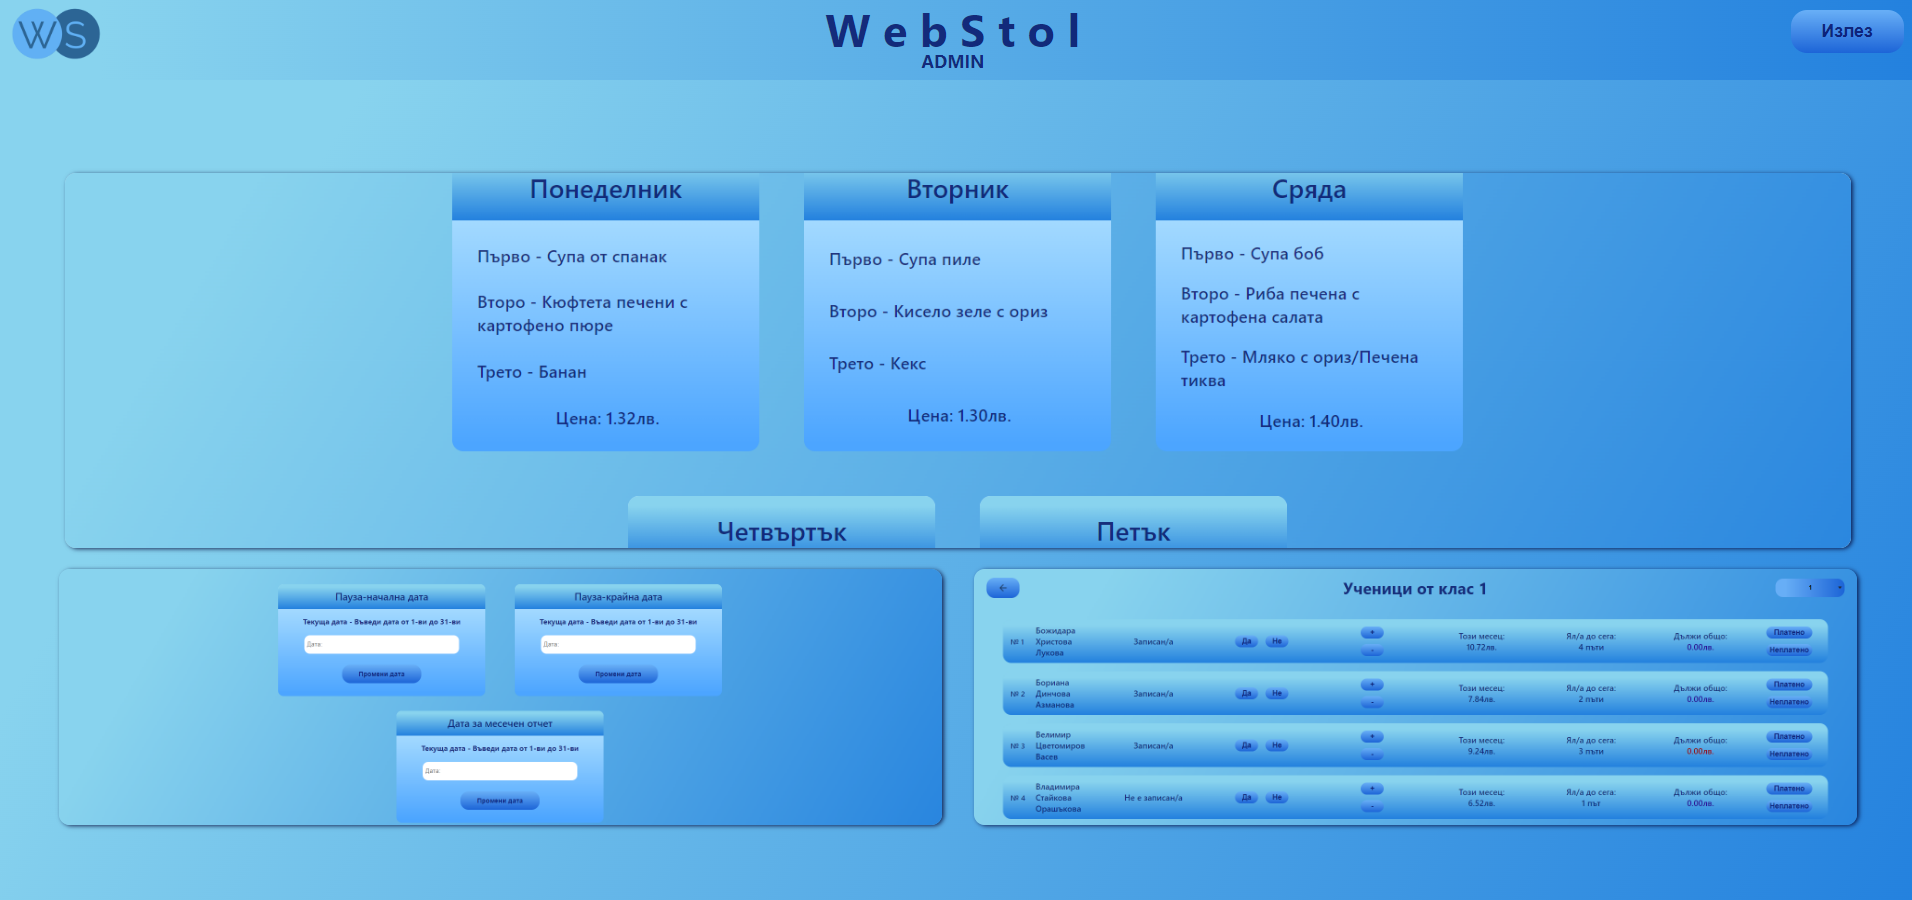 WS
WebStol
ADMIN
Излез
Понеделник
Първо - Супа от спанак
Второ - Кюфтета печени с
картофено пюре
Трето - Банан
Цена: 1.32лв.
Вторник
Първо - Супа пиле
Второ - Кисело зеле с ориз
Трето - Кекс
Цена: 1.30лв.
Сряда
Първо - Супа боб
Второ - Риба печена с
картофена салата
Трето - Мляко с ориз/Печена
тиква
Цена: 1.40лв.
Четвъртък
Петък
Пауза-начална дата
Текуща дата - Въведи дата от 1-ви до 31-ви
Дата
Промени дата
Пауза-крайна дата
Текуща дата - Въведи дата от 1-ви до 31-ви
Дата
Промени дата
Дата за месечен отчет
Текуща дата - Въведи дата от 1-ви до 31-ви
Дата
Промени дата
←
Ученици от клас 1
1
№ 1
Божидара
Христова
Лукова
Записан/а
Да
Не
+
-
Този месец:
10.72лв.
Ял/а до сега:
4 пъти
Дължи общо:
0.00лв.
Платено
Неплатено
№ 2
Бориана
Динчова
Азманова
Записан/а
Да
Не
+
-
Този месец:
7.84лв.
Ял/а до сега:
2 пъти
Дължи общо:
0.00лв.
Платено
Неплатено
№ 3
Велимир
Цветомиров
Васев
Записан/а
Да
Не
+
-
Този месец:
9.24лв.
Ял/а до сега:
3 пъти
Дължи общо:
0.00лв.
Платено
Неплатено
№ 4
Владимира
Стайкова
Орашъкова
Не е записан/а
Да
Не
+
-
Този месец:
6.52лв.
Ял/а до сега:
1 път
Дължи общо:
0.00лв.
Платено
Неплатено